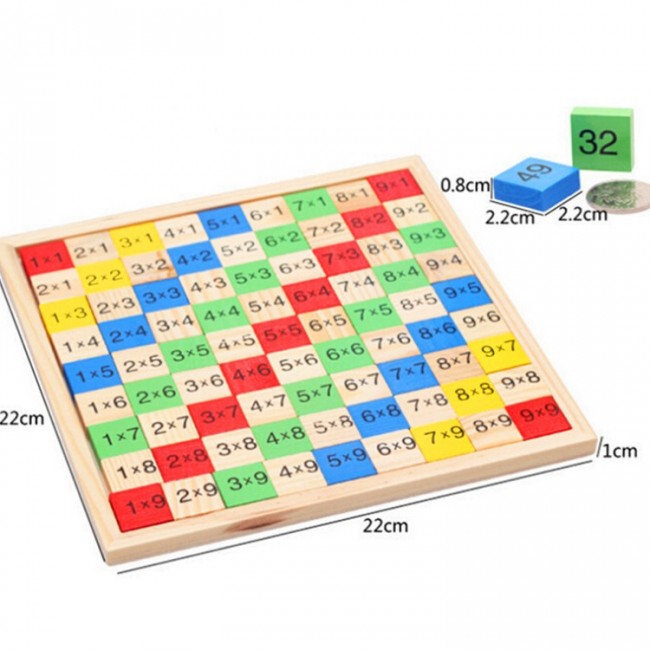 32
49
0.8cm
2.2cm
2.2cm
1×1 2×1 3×1 4×1 5×1 6×1 7×1 8×1 9×1
2×1 2×2 3×2 4×2 5×2 6×2 7×2 8×2 9×2
1×3 2×3 3×3 4×3 5×3 6×3 7×3 8×3 9×3
1×4 2×4 3×4 4×4 5×4 6×4 7×4 8×4 9×4
1×5 2×5 3×5 4×5 5×5 6×5 7×5 8×5 9×5
1×6 2×6 3×6 4×6 5×6 6×6 7×6 8×6 9×6
1×7 2×7 3×7 4×7 5×7 6×7 7×7 8×7 9×7
1×8 2×8 3×8 4×8 5×8 6×8 7×8 8×8 9×8
1×9 2×9 3×9 4×9 5×9 6×9 7×9 8×9 9×9
22cm
1cm
22cm